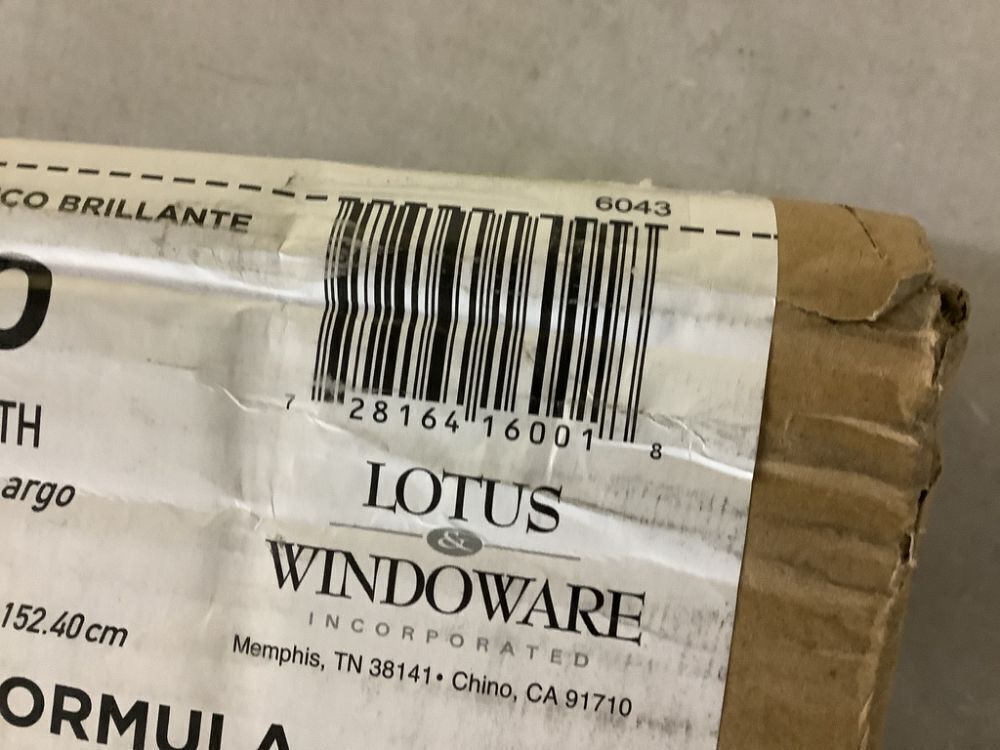 6043
CO BRILLANTE
TH
argo
7 28164 16001 8
LOTUS
&
WINDOWARE
INCORPORATED
152.40 cm
Memphis, TN 38141 • Chino, CA 91710
ORMULA